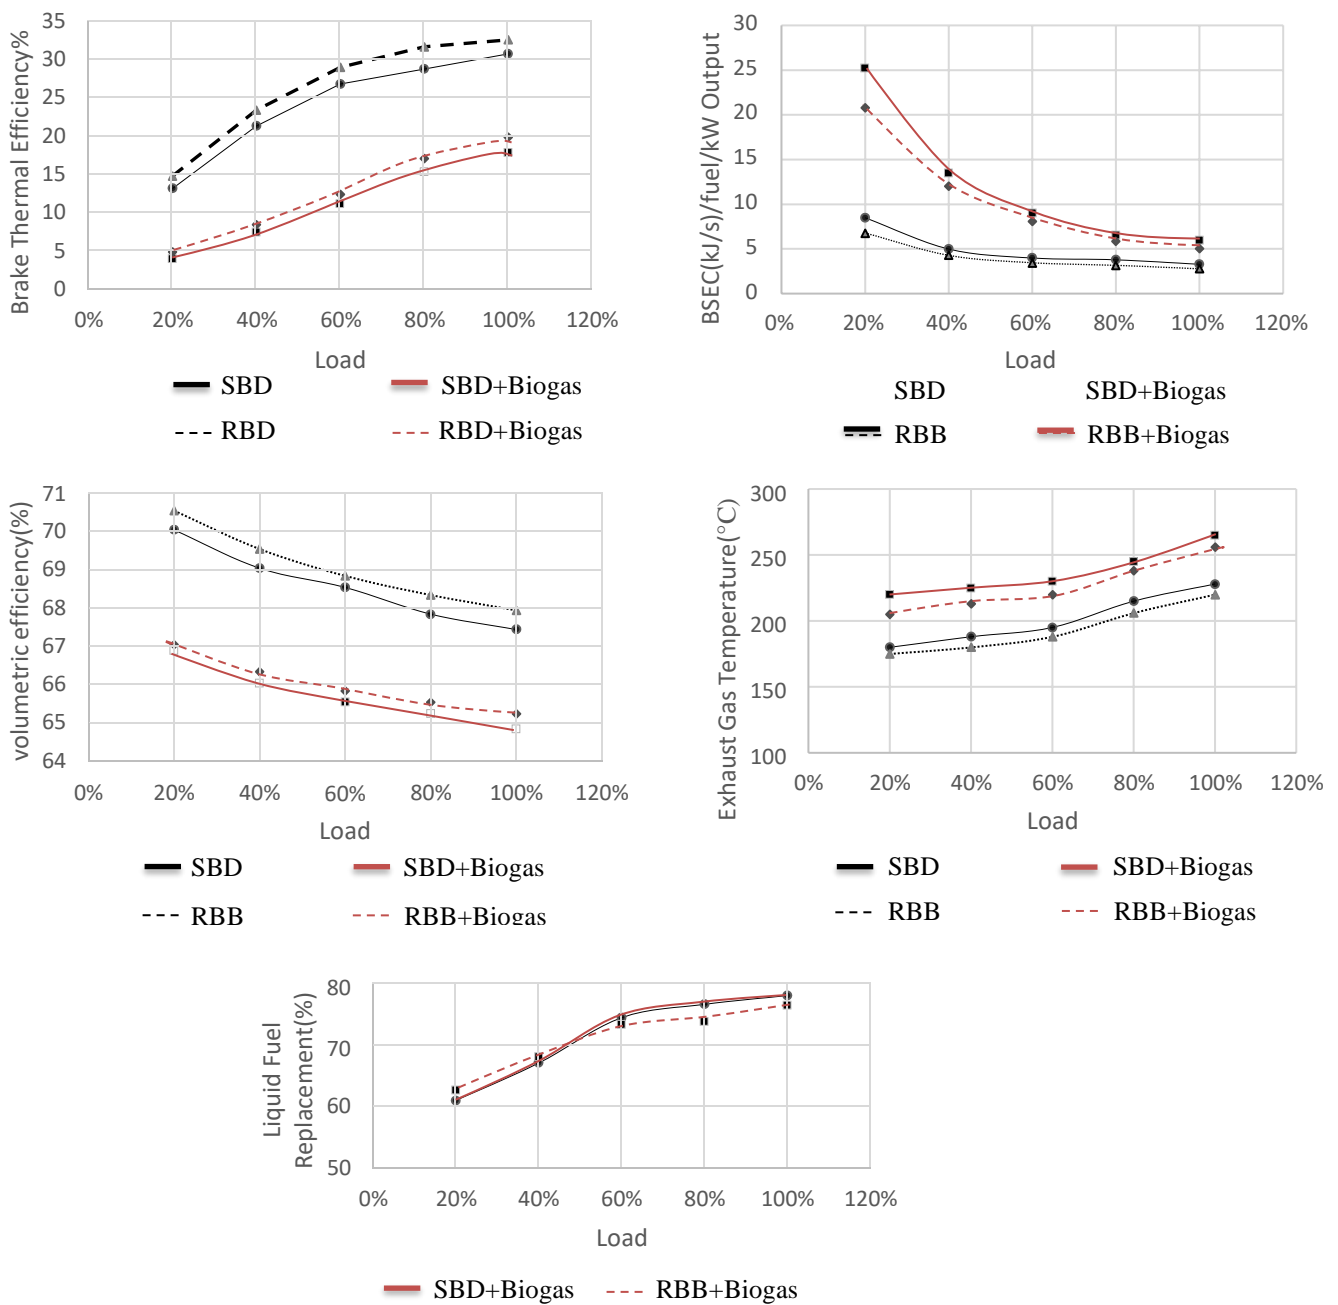 Brake Thermal Efficiency%
35
30
25
20
15
10
5
0
0% 20% 40% 60% 80% 100% 120%
Load
SBD SBD+Biogas
RBD RBD+Biogas
BSEC(kJ/s)/fuel/kW Output
30
25
20
15
10
5
0
0% 20% 40% 60% 80% 100% 120%
Load
SBD SBD+Biogas
RBB RBB+Biogas
volumetric efficiency(%)
71
70
69
68
67
66
65
64
0% 20% 40% 60% 80% 100% 120%
Load
SBD SBD+Biogas
RBB RBB+Biogas
Exhaust Gas Temperature(°C)
300
250
200
150
100
0% 20% 40% 60% 80% 100% 120%
Load
SBD SBD+Biogas
RBB RBB+Biogas
Liquid Fuel
Replacement(%)
80
70
60
50
0% 20% 40% 60% 80% 100% 120%
Load
SBD+Biogas RBB+Biogas